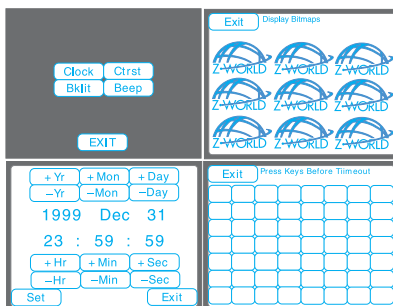 Clock Ctrst
Bklit Beep
EXIT
Exit Display Bitmaps
Z-WORLD Z-WORLD Z-WORLD
Z-WORLD Z-WORLD Z-WORLD
Z-WORLD Z-WORLD Z-WORLD
+Yr +Mon +Day
−Yr −Mon −Day
1999 Dec 31
23 : 59 : 59
+Hr +Min +Sec
−Hr −Min −Sec
Set Exit
Exit Press Keys Before Tiimeout